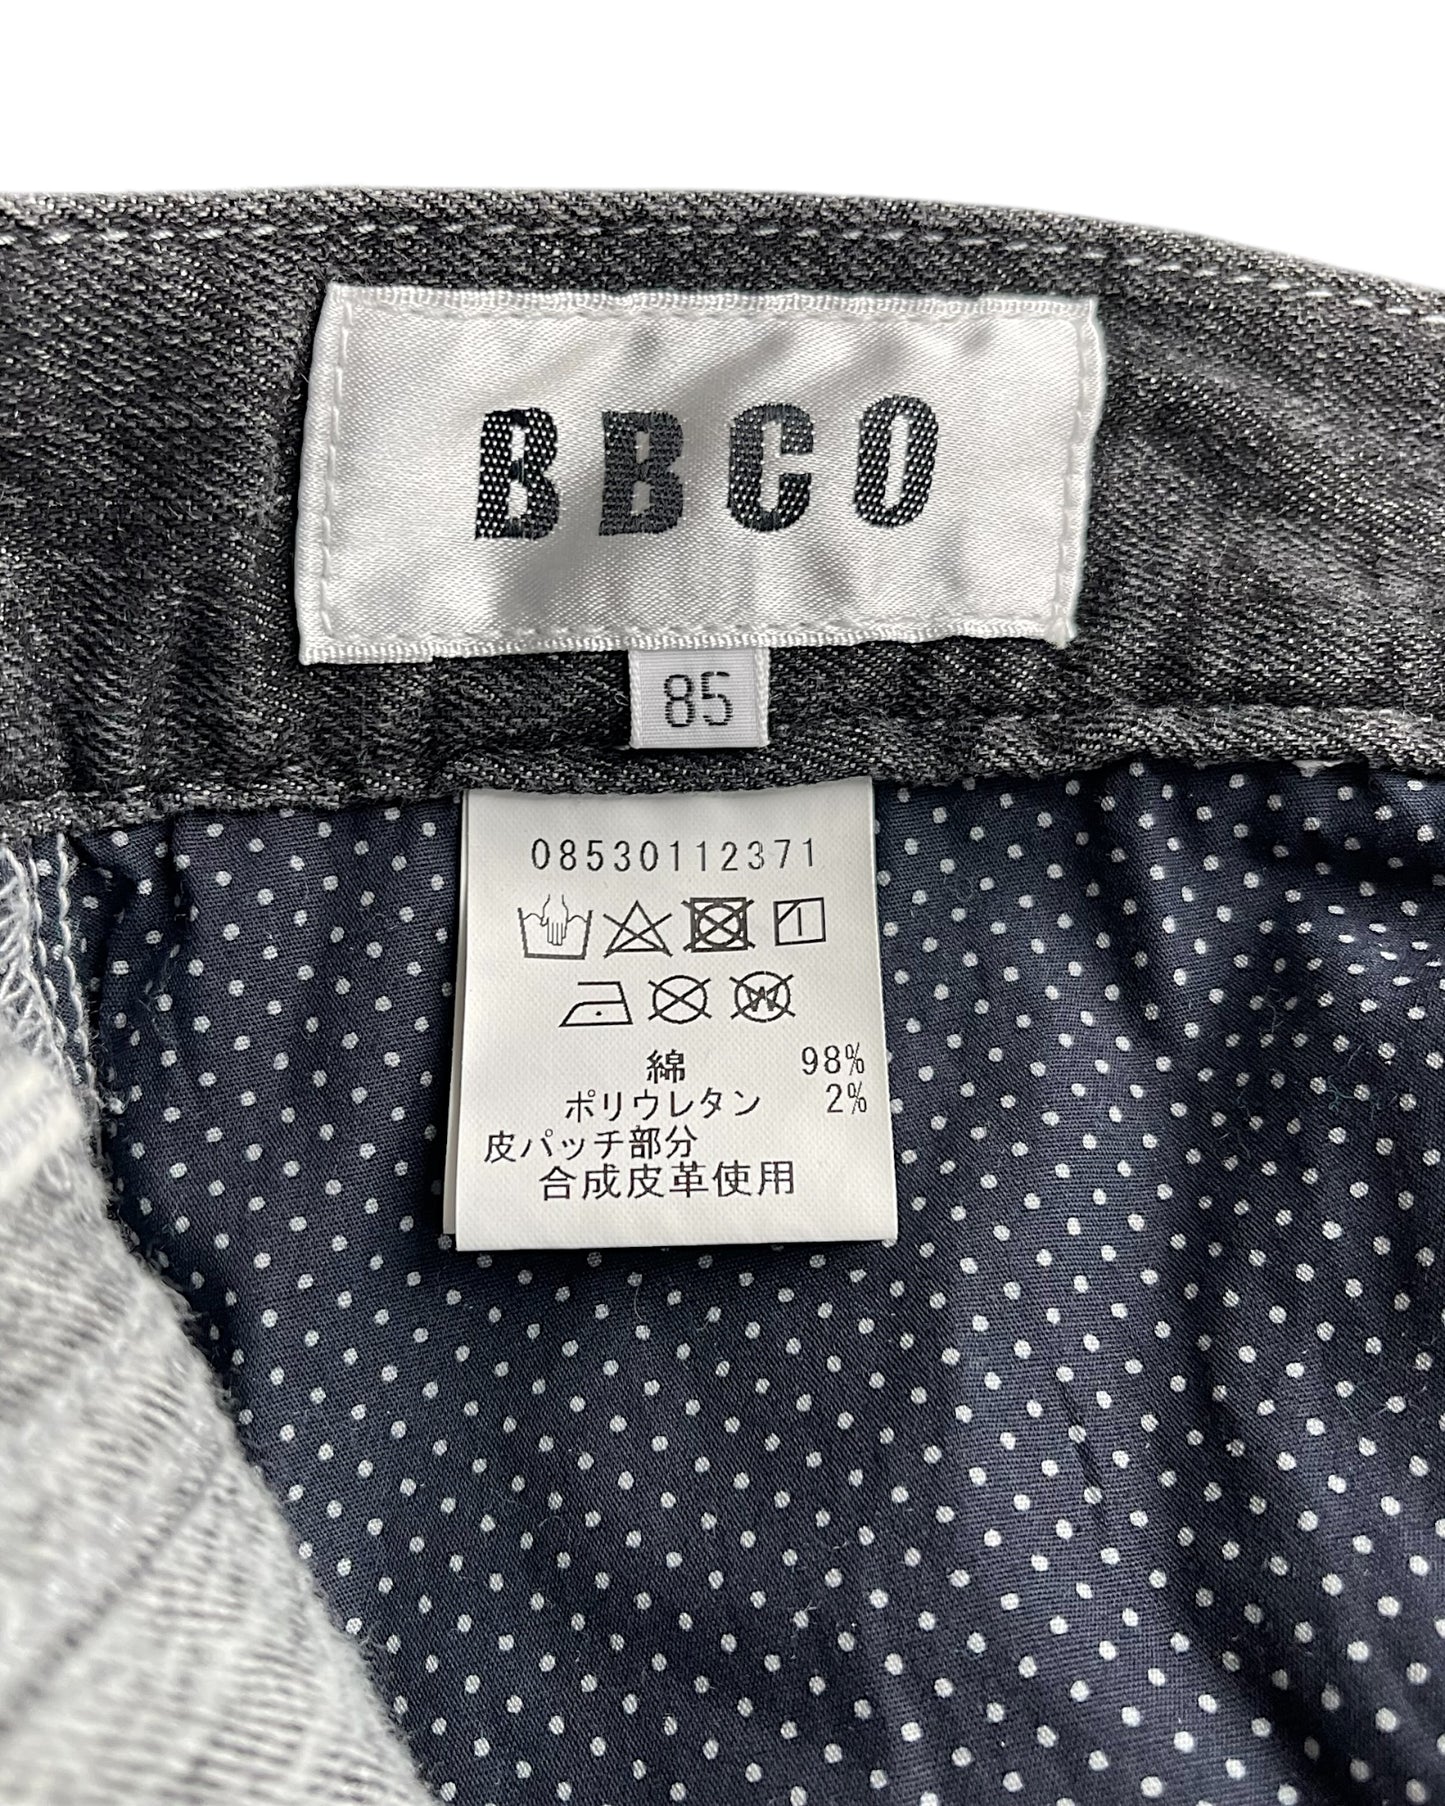 BBCO
85
08530112371
W
綿 98%
ポリウレタン 2%
皮パッチ部分
合成皮革使用